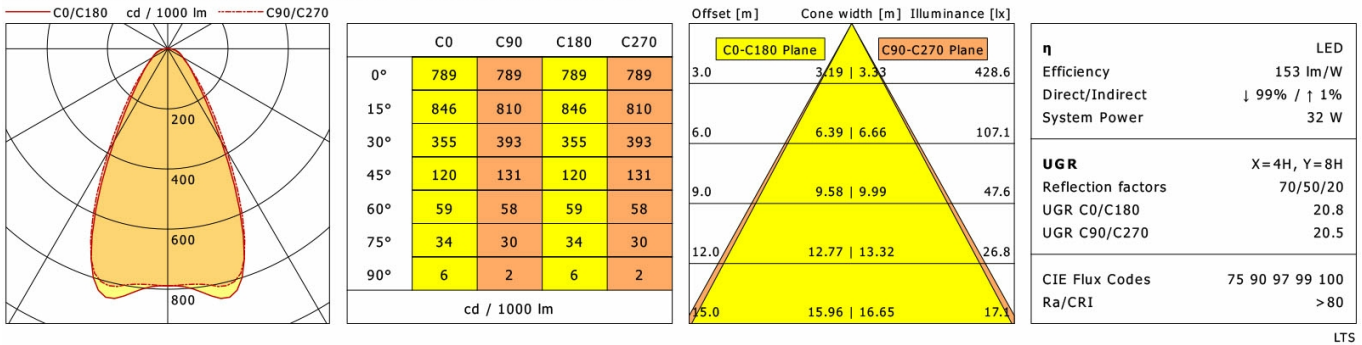 C0/C180 cd / 1000 lm C90/C270
200
400
600
800
C0 C90 C180 C270
0° 789 789 789 789
15° 846 810 846 810
30° 355 393 355 393
45° 120 131 120 131
60° 59 58 59 58
75° 34 30 34 30
90° 6 2 6 2
cd / 1000 lm
Offset [m] Cone width [m] Illuminance [lx]
C0-C180 Plane C90-C270 Plane
3.0 3.19 | 3.33 428.6
6.0 6.39 | 6.66 107.1
9.0 9.58 | 9.99 47.6
12.0 12.77 | 13.32 26.8
15.0 15.96 | 16.65 17.1
η LED
Efficiency 153 lm/W
Direct/Indirect ↓ 99% / ↑ 1%
System Power 32 W
UGR X=4H, Y=8H
Reflection factors 70/50/20
UGR C0/C180 20.8
UGR C90/C270 20.5
CIE Flux Codes 75 90 97 99 100
Ra/CRI >80
LTS